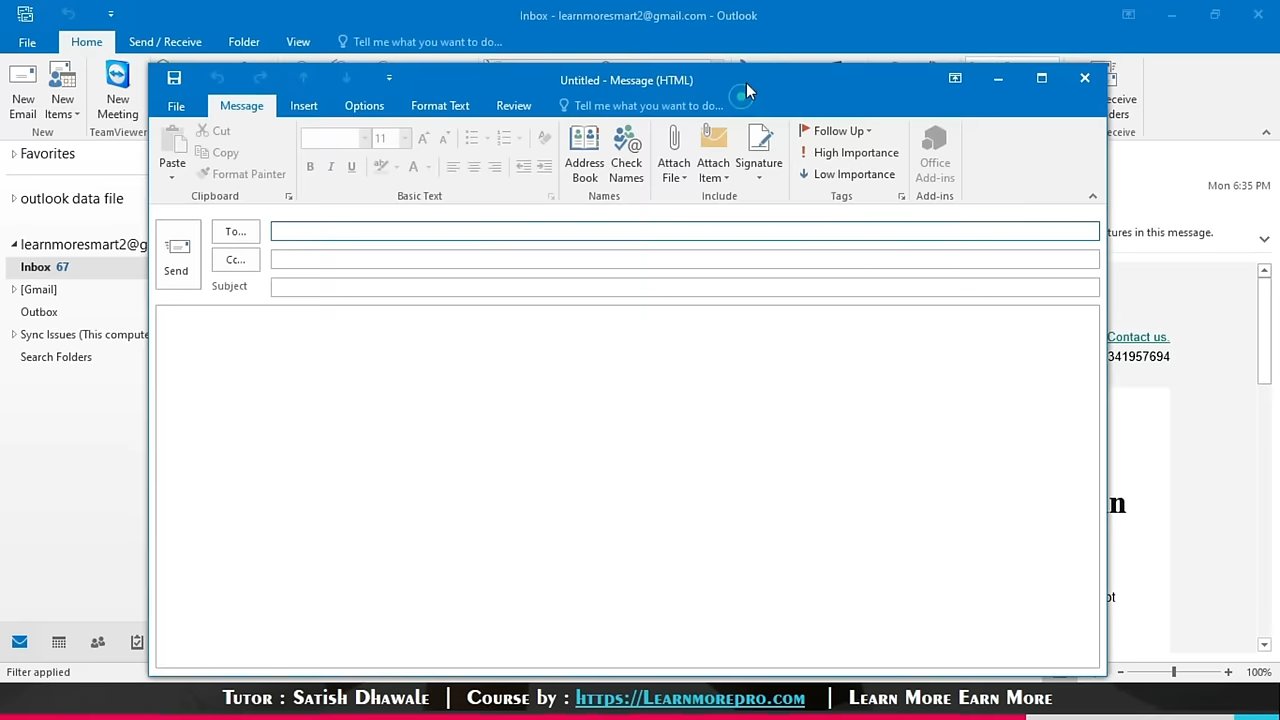 Inbox - learnmoresmart2@gmail.com - Outlook
File Home Send / Receive Folder View Tell me what you want to do...
New Email
New Items
New Meeting
New
TeamViewer
Untitled - Message (HTML)
File Message Insert Options Format Text Review Tell me what you want to do...
Paste
Cut
Copy
Format Painter
Clipboard
11
B I U
A
Basic Text
Address Book
Check Names
Names
Attach File
Attach Item
Signature
Include
Follow Up
High Importance
Low Importance
Tags
Office Add-ins
Add-ins
Favorites
outlook data file
learnmoresmart2@g
Inbox 67
[Gmail]
Outbox
Sync Issues (This compute
Search Folders
Send
To...
Cc...
Subject
Mon 6:35 PM
tures in this message.
Contact us.
341957694
Filter applied
100%
Tutor : Satish Dhawale | Course by : https://Learnmorepro.com | Learn More Earn More